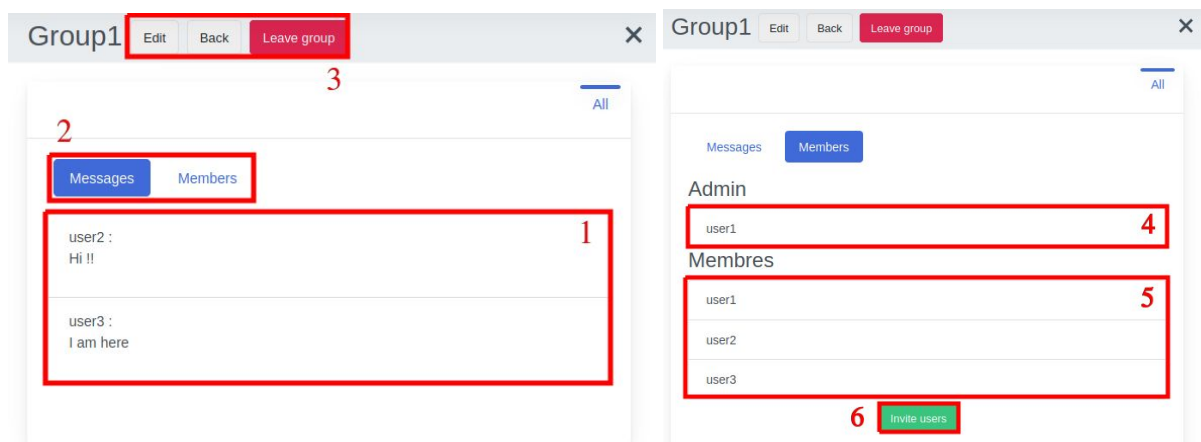 Group1 Edit Back Leave group ×
3
All
2
Messages Members
1
user2 :
Hi !!
user3 :
I am here
Group1 Edit Back Leave group ×
All
Messages Members
Admin
user1 4
Membres
user1 5
user2
user3
6 Invite users